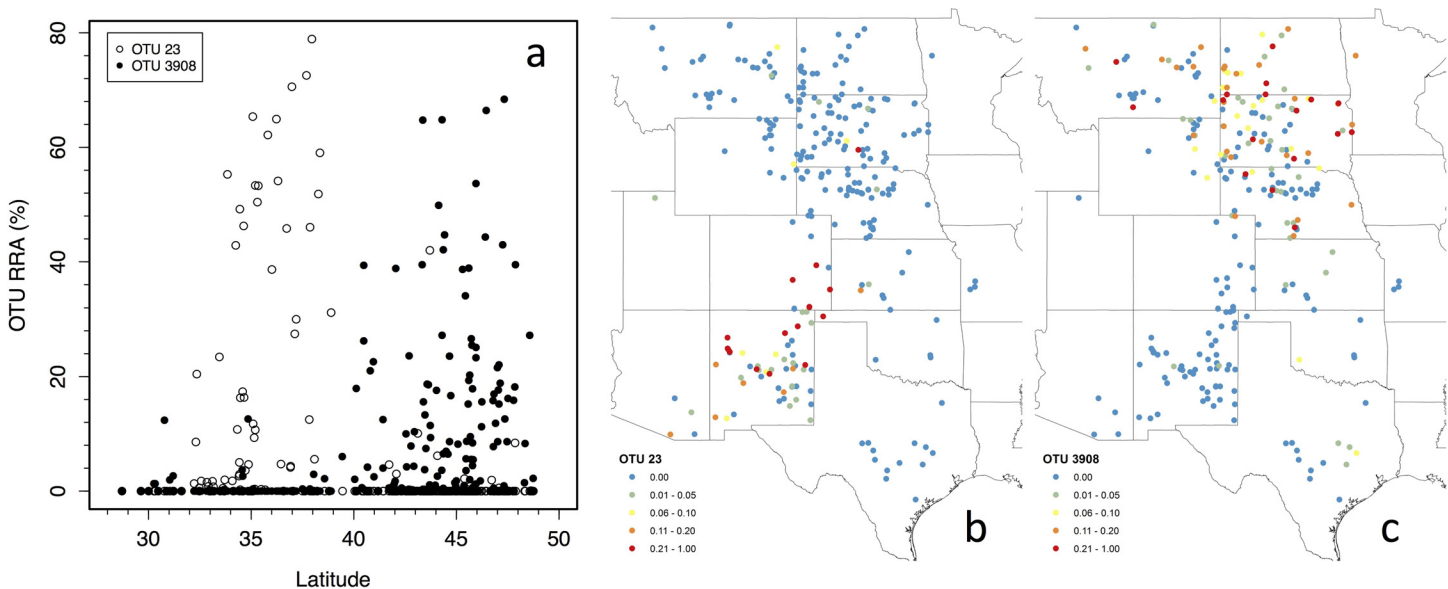 a
OTU 23
OTU 3908
80
60
40
20
0
OTU RRA (%)
30
35
40
45
50
Latitude
OTU 23
0.00
0.01 - 0.05
0.06 - 0.10
0.11 - 0.20
0.21 - 1.00
b
OTU 3908
0.00
0.01 - 0.05
0.06 - 0.10
0.11 - 0.20
0.21 - 1.00
c